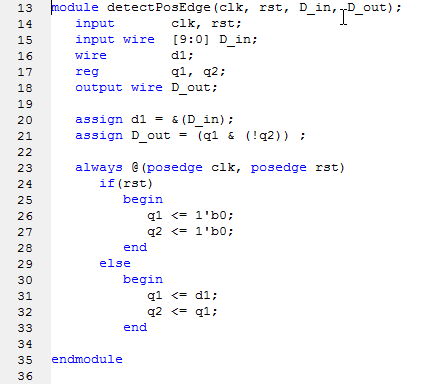 13 module detectPosEdge(clk, rst, D_in, D_out);
14 input clk, rst;
15 input wire [9:0] D_in;
16 wire d1;
17 reg q1, q2;
18 output wire D_out;
19
20 assign d1 = &(D_in);
21 assign D_out = (q1 & (!q2)) ;
22
23 always @(posedge clk, posedge rst)
24 if(rst)
25 begin
26 q1 <= 1'b0;
27 q2 <= 1'b0;
28 end
29 else
30 begin
31 q1 <= d1;
32 q2 <= q1;
33 end
34
35 endmodule
36